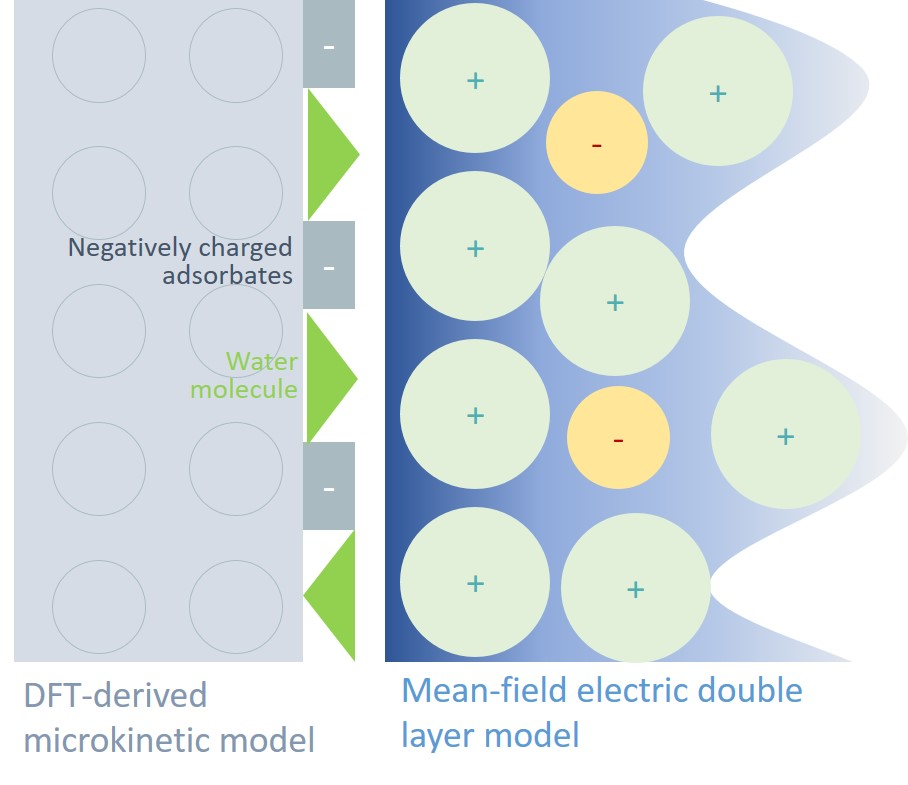 -
+
+
-
Negatively charged
adsorbates
-
+
+
Water
molecule
+
-
+
-
+
+
DFT-derived
microkinetic model
Mean-field electric double
layer model